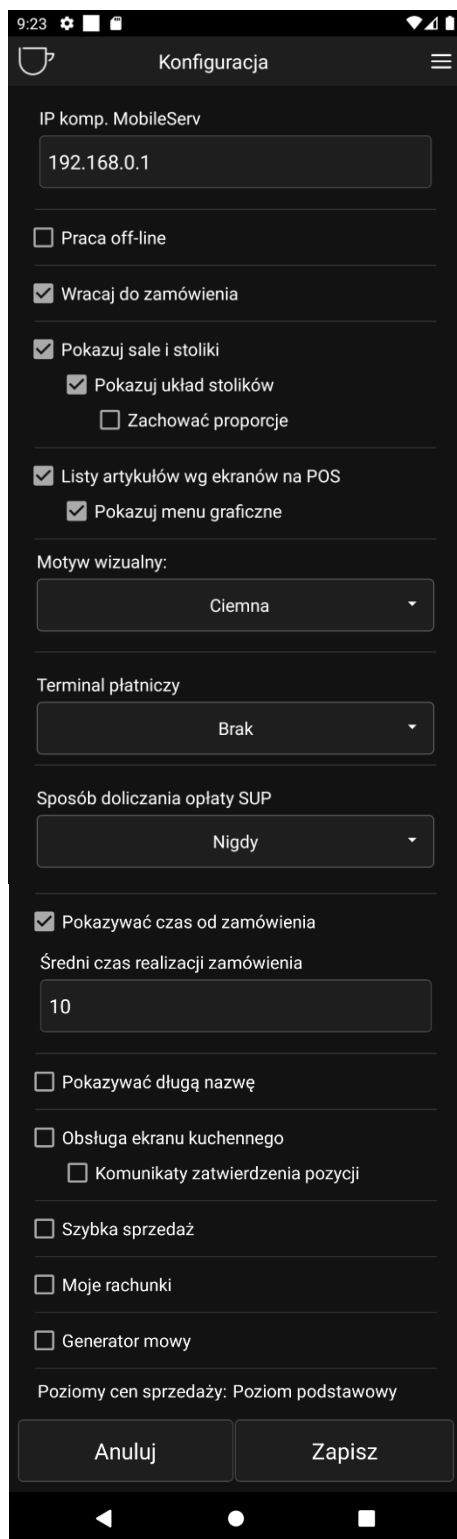 9:23
Konfiguracja
IP komp. MobileServ
192.168.0.1
Praca off-line
Wracaj do zamówienia
Pokazuj sale i stoliki
Pokazuj układ stolików
Zachować proporcje
Listy artykułów wg ekranów na POS
Pokazuj menu graficzne
Motyw wizualny:
Ciemna
Terminal płatniczy
Brak
Sposób doliczania opłaty SUP
Nigdy
Pokazywać czas od zamówienia
Średni czas realizacji zamówienia
10
Pokazywać długą nazwę
Obsługa ekranu kuchennego
Komunikaty zatwierdzenia pozycji
Szybka sprzedaż
Moje rachunki
Generator mowy
Poziomy cen sprzedaży: Poziom podstawowy
Anuluj Zapisz